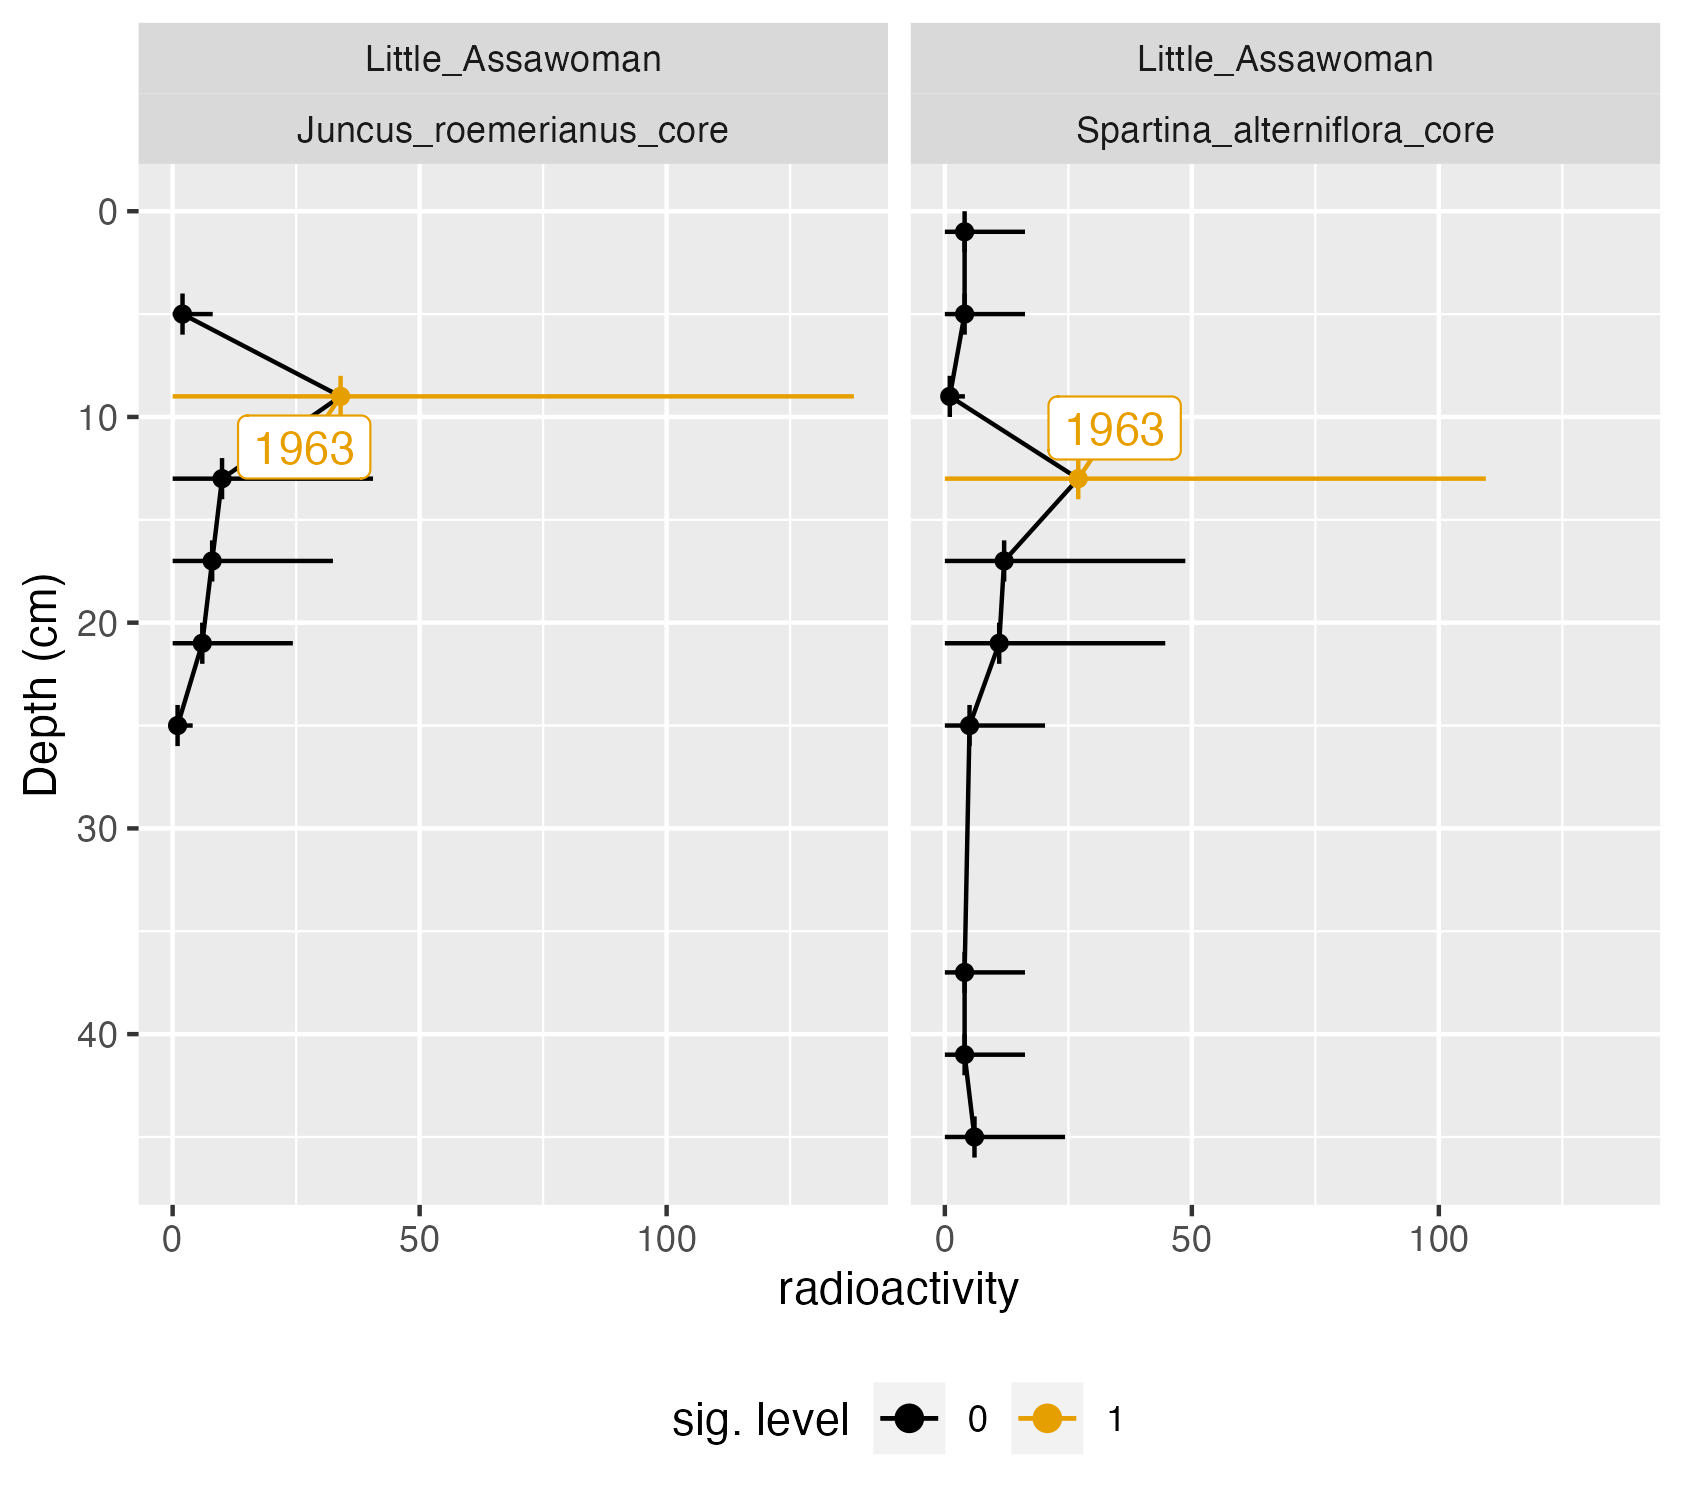 Little_Assawoman
Little_Assawoman
Juncus_roemerianus_core
Spartina_alterniflora_core
0
10
20
30
40
Depth (cm)
1963
1963
0 50 100
0 50 100
radioactivity
sig. level 0 1